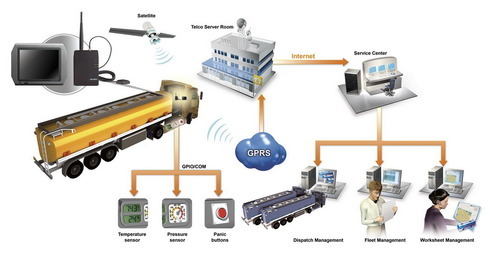 Satellite
Telco Server Room
Internet
Service Center
GPRS
GPIO/COM
Temperature
sensor
Pressure
sensor
Panic
buttons
Dispatch Management
Fleet Management
Worksheet Management